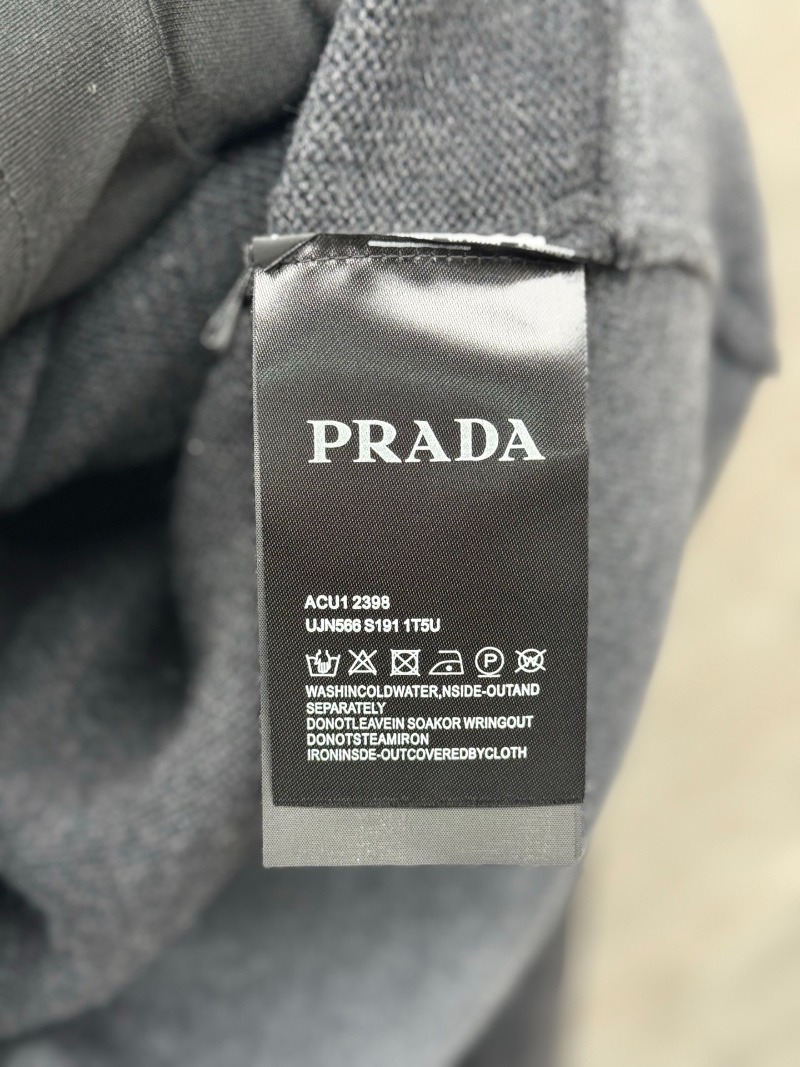 PRADA
ACU1 2398
UJN566 S191 1T5U
P
W
WASHINCOLDWATER,NSIDE-OUTAND
SEPARATELY
DONOTLEAVEIN SOAKOR WRINGOUT
DONOTSTEAMIRON
IRONINSDE-OUTCOVEREDBYCLOTH